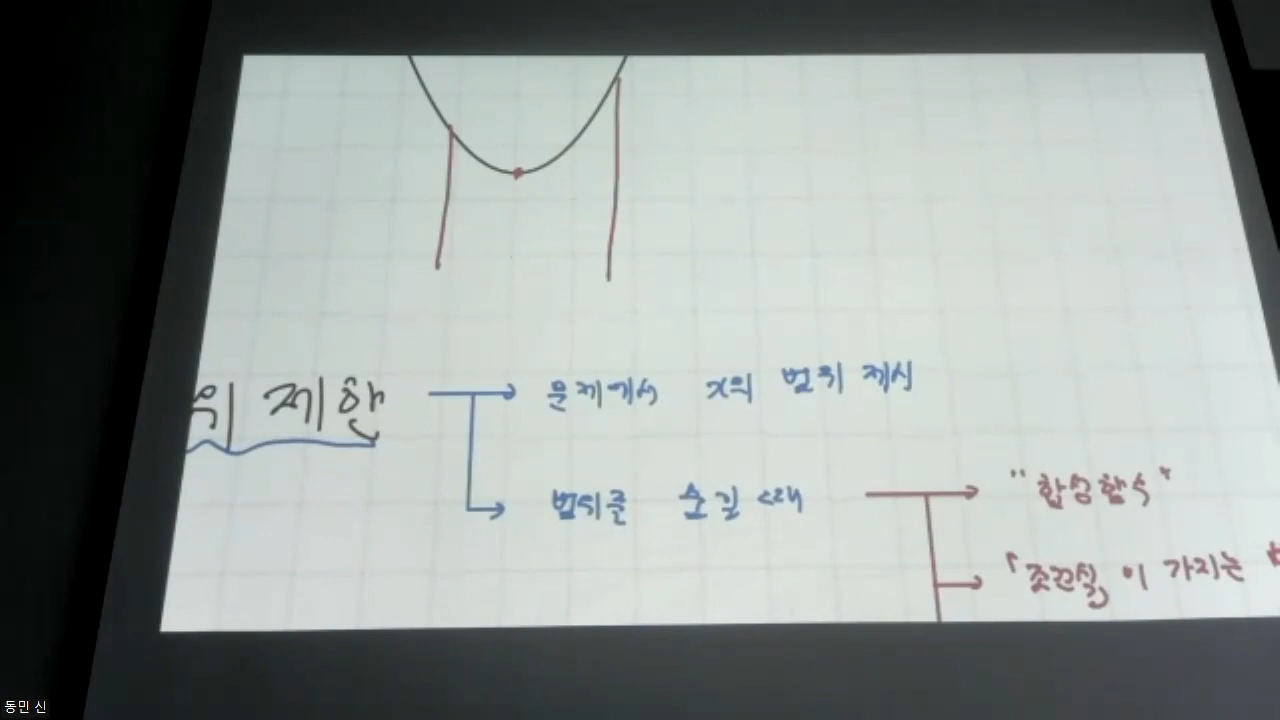 위 제한
문제에서 x의 범위 제시
범위를 숨길 때
"합성함수"
「조건식」이 가지는
동민 신